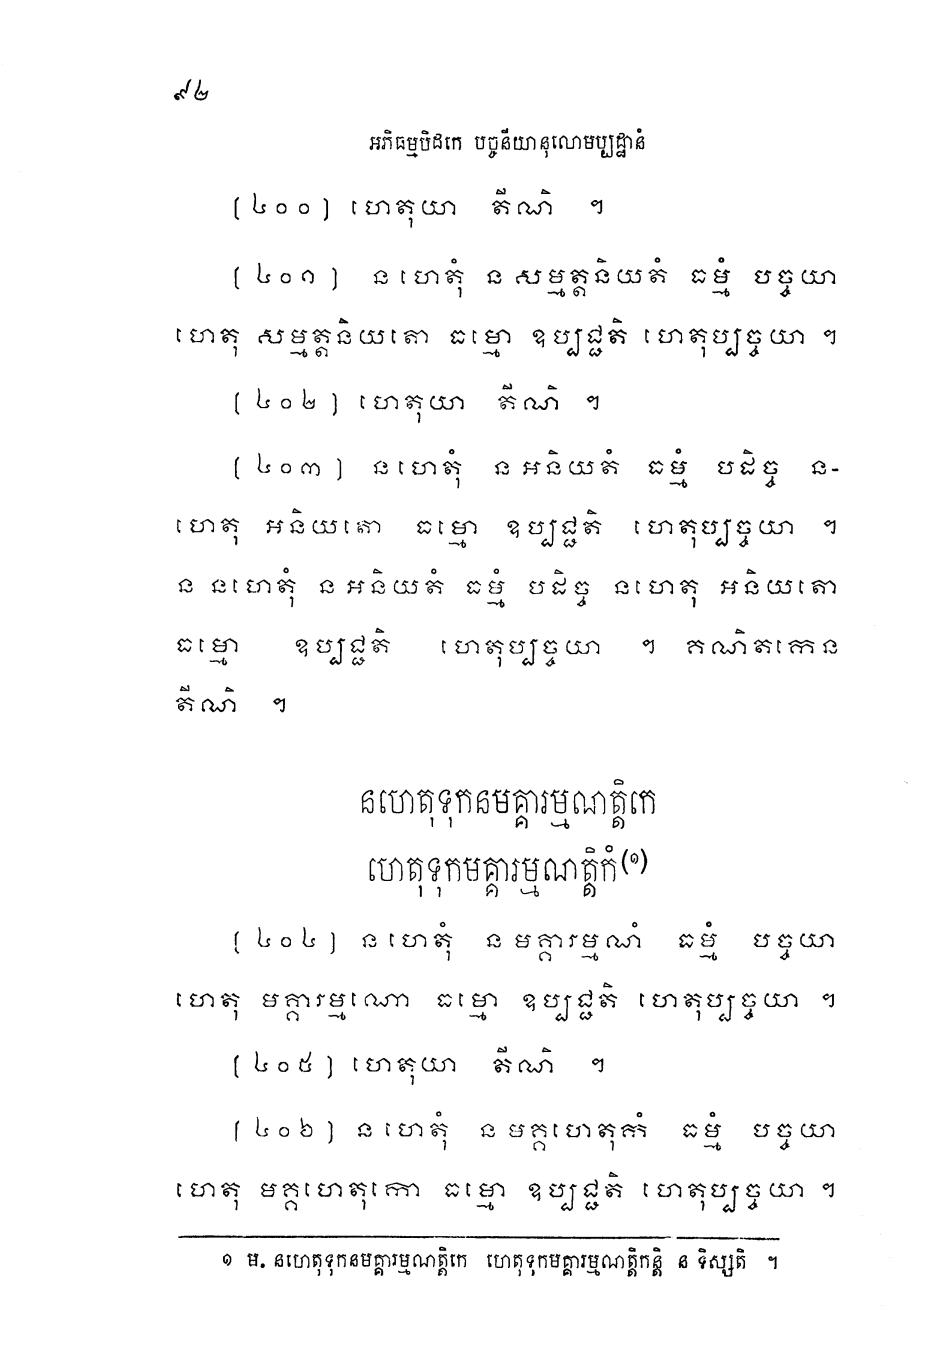 ៩៤
អភិធម្មបិដកេ បច្ចនីយានុលោមប្បដ្ឋានំ
(៤០០) ហេតុយា តីណិ ។
(៤០១) ន ហេតុំ ន សម្មត្តនិយតំ ធម្មំ បច្ចយា
ហេតុ សម្មត្តនិយតោ ធម្មោ ឧប្បជ្ជតិ ហេតុប្បច្ចយា ។
(៤០២) ហេតុយា តីណិ ។
(៤០៣) ន ហេតុំ ន អនិយតំ ធម្មំ បដិច្ច ន-
ហេតុ អនិយតោ ធម្មោ ឧប្បជ្ជតិ ហេតុប្បច្ចយា ។
ន នហេតុំ ន អនិយតំ ធម្មំ បដិច្ច នហេតុ អនិយតោ
ធម្មោ ឧប្បជ្ជតិ ហេតុប្បច្ចយា ។ គណិតកេន
តីណិ ។
នហេតុទុកនមគ្គារម្មណត្តិកេ
ហេតុទុកមគ្គារម្មណត្តិកំ(១)
(៤០៤) ន ហេតុំ ន មគ្គារម្មណំ ធម្មំ បច្ចយា
ហេតុ មគ្គារម្មណោ ធម្មោ ឧប្បជ្ជតិ ហេតុប្បច្ចយា ។
(៤០៥) ហេតុយា តីណិ ។
(៤០៦) ន ហេតុំ ន មគ្គហេតុកំ ធម្មំ បច្ចយា
ហេតុ មគ្គហេតុកោ ធម្មោ ឧប្បជ្ជតិ ហេតុប្បច្ចយា ។
១ ម. នហេតុទុកនមគ្គារម្មណត្តិកេ ហេតុទុកមគ្គារម្មណត្តិកន្តិ ន ទិស្សតិ ។